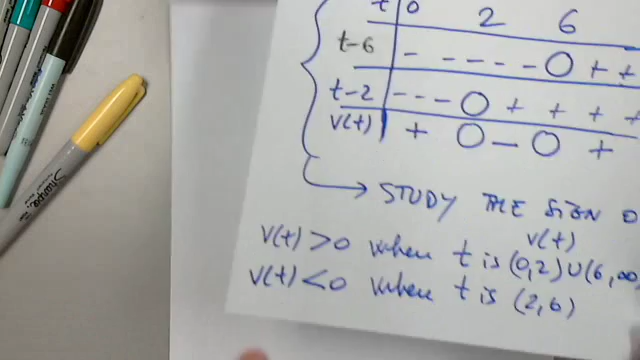 t 0 2 6
t-6 - - - - - 0 + +
t-2 - - - 0 + + + +
v(t) + 0 - 0 +
→ STUDY THE SIGN O
v(t)
v(t)>0 when t is (0,2)∪(6,∞
v(t)<0 when t is (2,6)
Sharpie